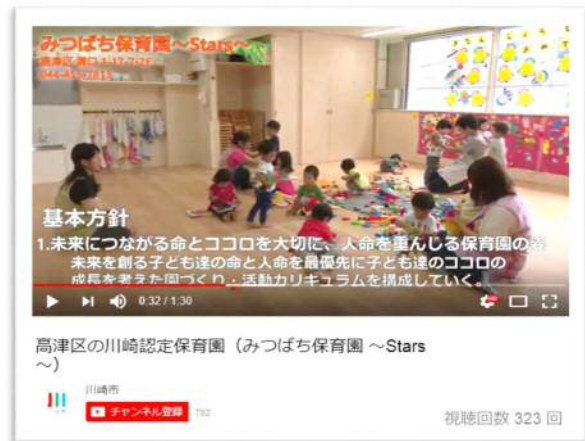 みつばち保育園～Stars～
高津区 溝口
基本方針
1.未来につながる命とココロを大切に、人命を重んじる保育園の
未来を創る子ども達の命と人命を最優先に子ども達のココロの
成長を考えた園づくり・活動カリキュラムを構成していく。
0:32 / 1:30
高津区の川崎認定保育園（みつばち保育園 ～Stars
～）
川崎市
チャンネル登録 782
視聴回数 323 回